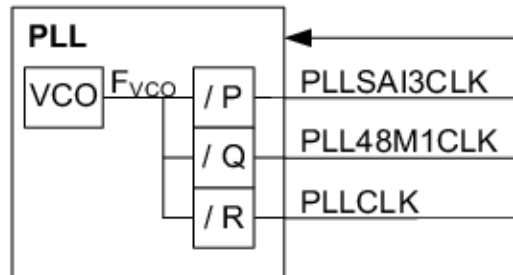 PLL
VCO FVCO / P PLLSAI3CLK
/ Q PLL48M1CLK
/ R PLLCLK